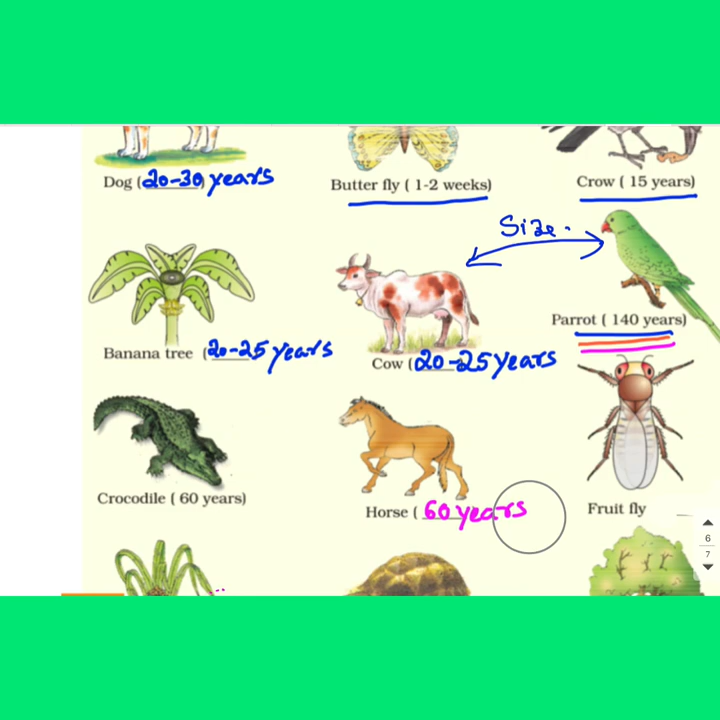 Dog (20-30) years
Butter fly ( 1-2 weeks)
Crow ( 15 years)
Size.
Parrot ( 140 years)
Banana tree (20-25 years
Cow (20-25 years
Crocodile ( 60 years)
Horse ( 60 years
Fruit fly
6
7